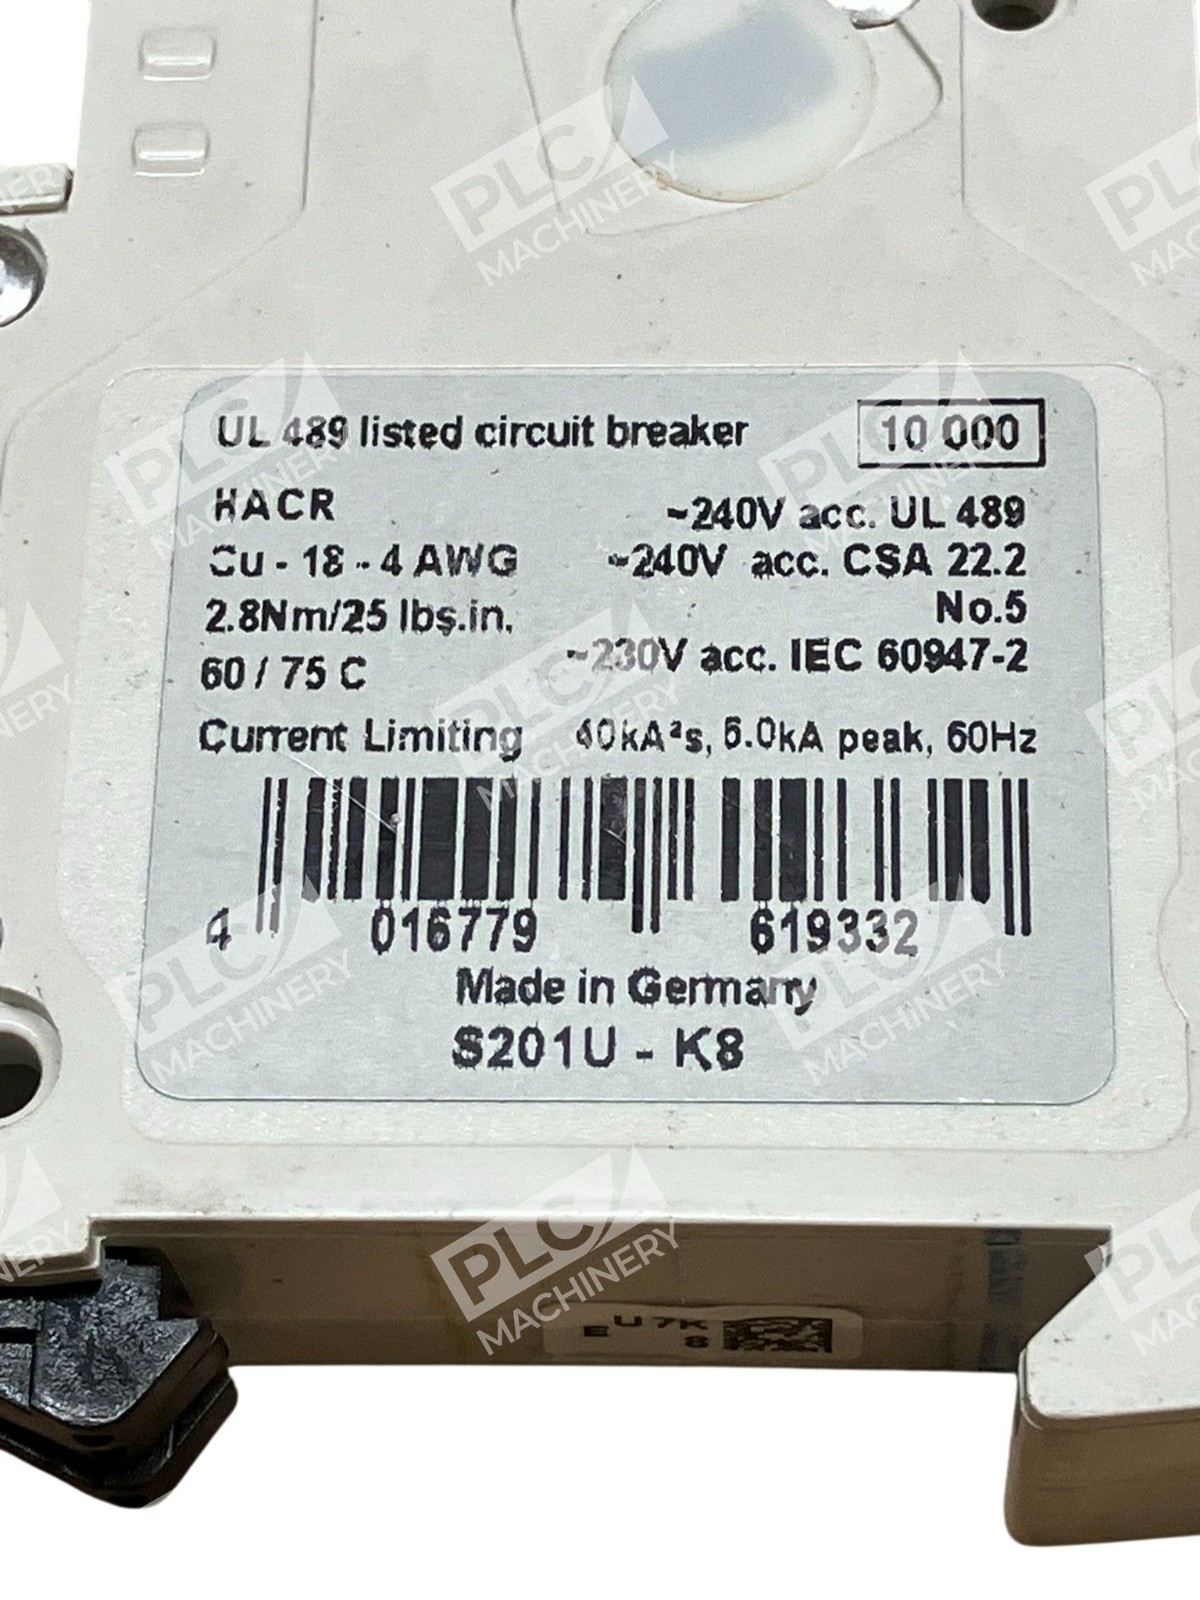 UL 489 listed circuit breaker
10 000
HACR
~240V acc. UL 489
Cu - 18 - 4 AWG
~240V acc. CSA 22.2
No.5
2.8Nm/25 lbs.in.
~230V acc. IEC 60947-2
60 / 75 C
Current Limiting 40kA²s, 6.0kA peak, 60Hz
4 016779 619332
Made in Germany
S201U - K8
E U 7K
8
PLC
MACHINERY